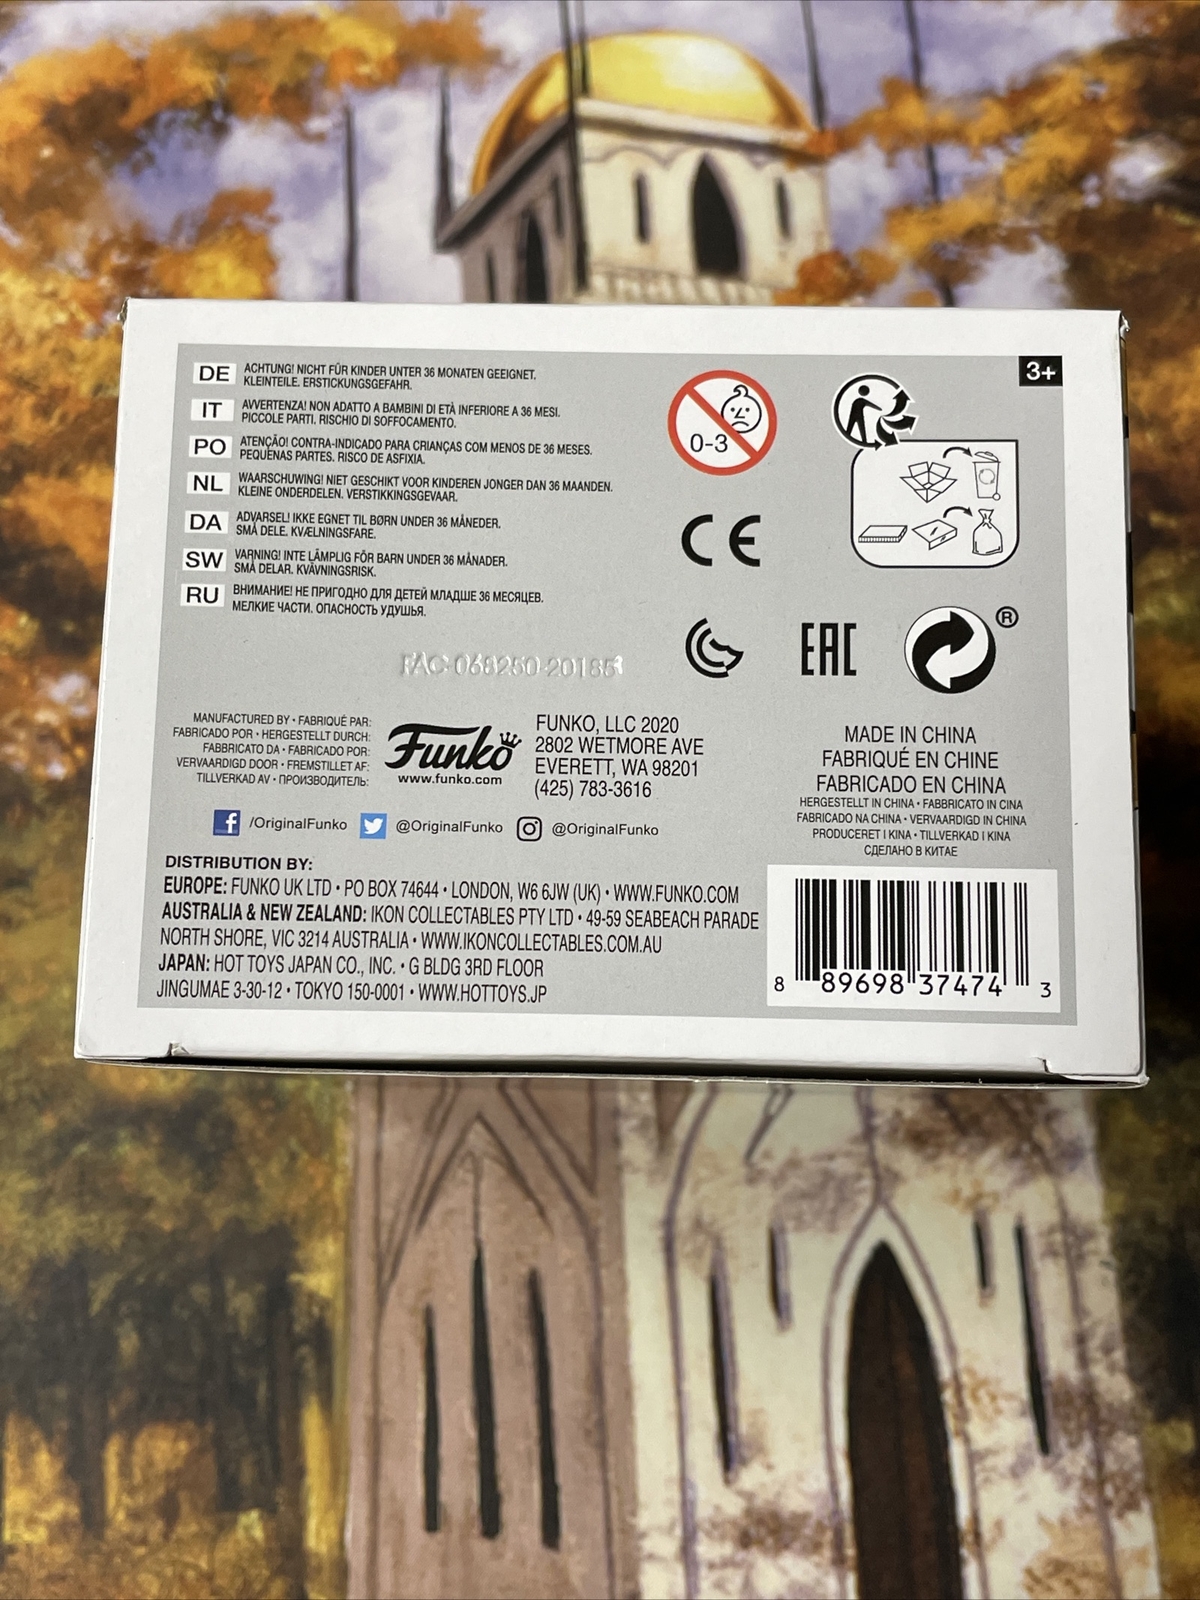 3+
DE ACHTUNG! NICHT FÜR KINDER UNTER 36 MONATEN GEEIGNET.
KLEINTEILE. ERSTICKUNGSGEFAHR.
IT AVVERTENZA! NON ADATTO A BAMBINI DI ETÀ INFERIORE A 36 MESI.
PICCOLE PARTI. RISCHIO DI SOFFOCAMENTO.
PO ATENÇÃO! CONTRA-INDICADO PARA CRIANÇAS COM MENOS DE 36 MESES.
PEQUENAS PARTES. RISCO DE ASFIXIA.
NL WAARSCHUWING! NIET GESCHIKT VOOR KINDEREN JONGER DAN 36 MAANDEN.
KLEINE ONDERDELEN. VERSTIKKINGSGEVAAR.
DA ADVARSEL! IKKE EGNET TIL BØRN UNDER 36 MÅNEDER.
SMÅ DELE. KVÆLNINGSFARE.
SW VARNING! INTE LÄMPLIG FÖR BARN UNDER 36 MÅNADER.
SMÅ DELAR. KVÄVNINGSRISK.
RU ВНИМАНИЕ! НЕ ПРИГОДНО ДЛЯ ДЕТЕЙ МЛАДШЕ 36 МЕСЯЦЕВ.
МЕЛКИЕ ЧАСТИ. ОПАСНОСТЬ УДУШЬЯ.
0-3
CE
EAC
®
MANUFACTURED BY • FABRIQUÉ PAR:
FABRICADO POR • HERGESTELLT DURCH:
FABBRICATO DA • FABRICADO POR:
VERVAARDIGD DOOR • FREMSTILLET AF:
TILLVERKAD AV • ПРОИЗВОДИТЕЛЬ:
Funko
www.funko.com
FUNKO, LLC 2020
2802 WETMORE AVE
EVERETT, WA 98201
(425) 783-3616
/OriginalFunko @OriginalFunko @OriginalFunko
MADE IN CHINA
FABRIQUÉ EN CHINE
FABRICADO EN CHINA
HERGESTELLT IN CHINA • FABBRICATO IN CINA
FABRICADO NA CHINA • VERVAARDIGD IN CHINA
PRODUCERET I KINA • TILLVERKAD I KINA
СДЕЛАНО В КИТАЕ
DISTRIBUTION BY:
EUROPE: FUNKO UK LTD • PO BOX 74644 • LONDON, W6 6JW (UK) • WWW.FUNKO.COM
AUSTRALIA & NEW ZEALAND: IKON COLLECTABLES PTY LTD • 49-59 SEABEACH PARADE
NORTH SHORE, VIC 3214 AUSTRALIA • WWW.IKONCOLLECTABLES.COM.AU
JAPAN: HOT TOYS JAPAN CO., INC. • G BLDG 3RD FLOOR
JINGUMAE 3-30-12 • TOKYO 150-0001 • WWW.HOTTOYS.JP
8 89698 37474 3